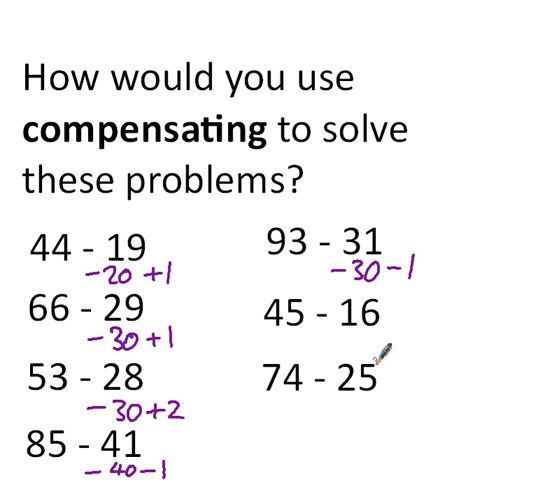 How would you use
compensating to solve
these problems?
44 - 19
-20 +1
66 - 29
-30+1
53 - 28
-30+2
85 - 41
-40-1
93 - 31
-30-1
45 - 16
74 - 25